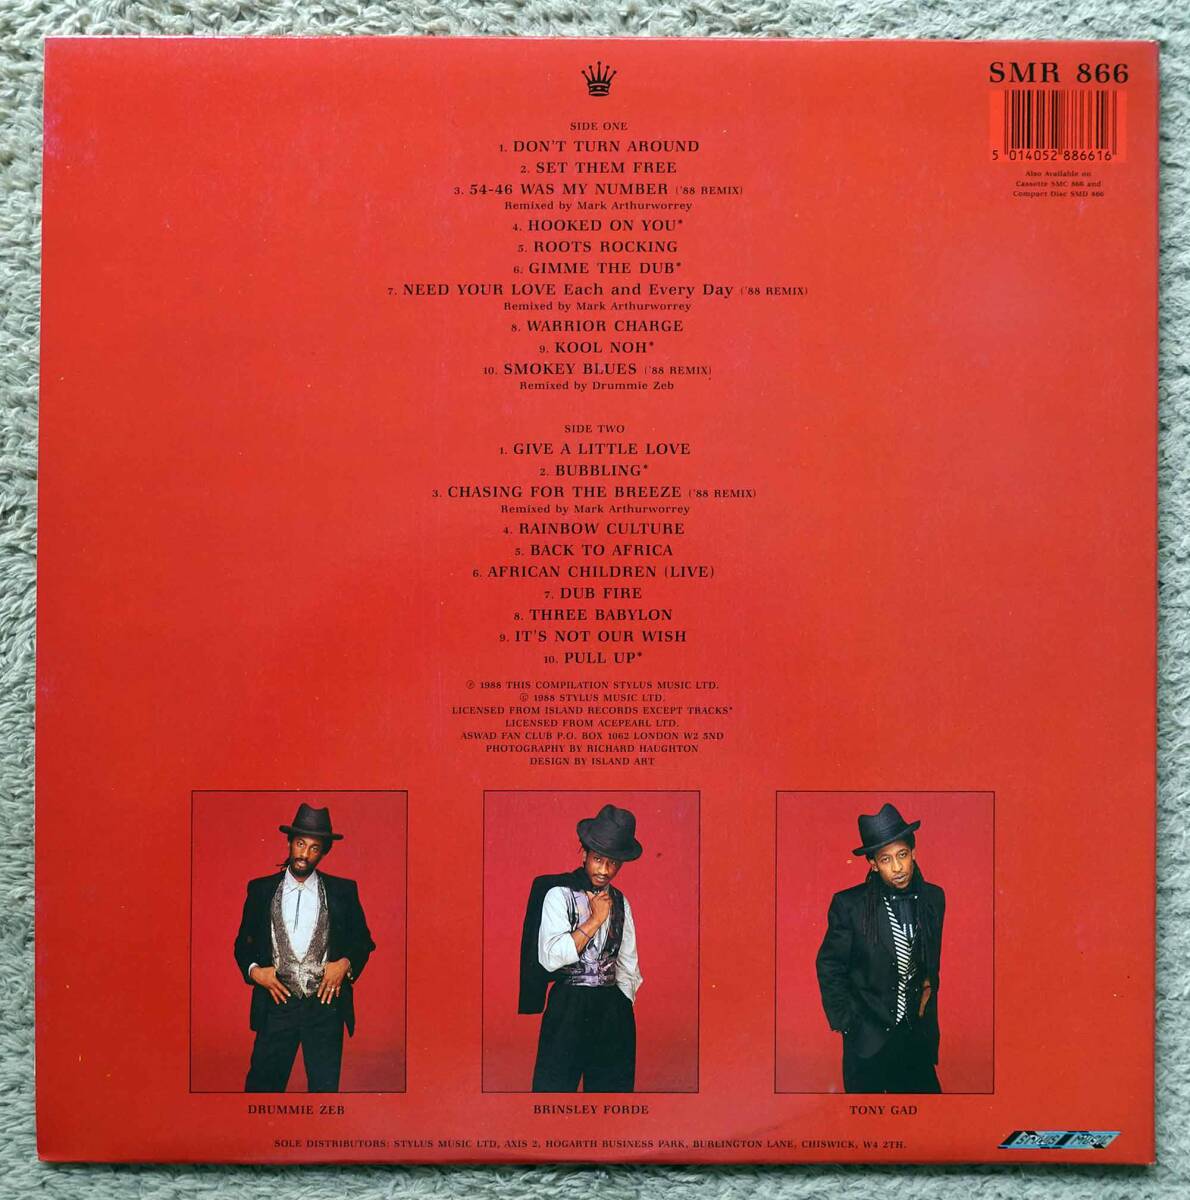 SMR 866
5 014052 886616
Also Available on
Cassette SMC 866 and
Compact Disc SMD 866
SIDE ONE
1. DON'T TURN AROUND
2. SET THEM FREE
3. 54-46 WAS MY NUMBER ('88 REMIX)
Remixed by Mark Arthurworrey
4. HOOKED ON YOU*
5. ROOTS ROCKING
6. GIMME THE DUB*
7. NEED YOUR LOVE Each and Every Day ('88 REMIX)
Remixed by Mark Arthurworrey
8. WARRIOR CHARGE
9. KOOL NOH*
10. SMOKEY BLUES ('88 REMIX)
Remixed by Drummie Zeb
SIDE TWO
1. GIVE A LITTLE LOVE
2. BUBBLING*
3. CHASING FOR THE BREEZE ('88 REMIX)
Remixed by Mark Arthurworrey
4. RAINBOW CULTURE
5. BACK TO AFRICA
6. AFRICAN CHILDREN (LIVE)
7. DUB FIRE
8. THREE BABYLON
9. IT'S NOT OUR WISH
10. PULL UP*
℗ 1988 THIS COMPILATION STYLUS MUSIC LTD.
© 1988 STYLUS MUSIC LTD.
LICENSED FROM ISLAND RECORDS EXCEPT TRACKS*
LICENSED FROM ACEPEARL LTD.
ASWAD FAN CLUB P.O. BOX 1062 LONDON W2 5ND
PHOTOGRAPHY BY RICHARD HAUGHTON
DESIGN BY ISLAND ART
DRUMMIE ZEB
BRINSLEY FORDE
TONY GAD
SOLE DISTRIBUTORS: STYLUS MUSIC LTD, AXIS 2, HOGARTH BUSINESS PARK, BURLINGTON LANE, CHISWICK, W4 2TH.
STYLUS MUSIC